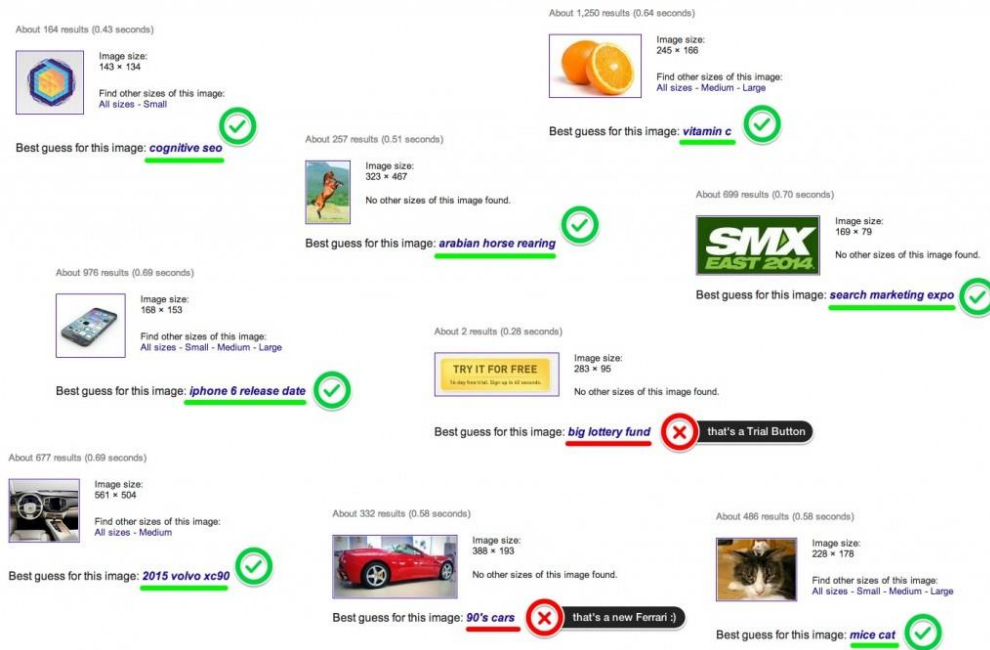 About 164 results (0.43 seconds)
Image size:
143 × 134
Find other sizes of this image:
All sizes - Small
Best guess for this image: cognitive seo
About 1,250 results (0.64 seconds)
Image size:
245 × 166
Find other sizes of this image:
All sizes - Medium - Large
Best guess for this image: vitamin c
About 257 results (0.51 seconds)
Image size:
323 × 467
No other sizes of this image found.
Best guess for this image: arabian horse rearing
About 699 results (0.70 seconds)
SMX
EAST 2014
Image size:
169 × 79
No other sizes of this image found.
Best guess for this image: search marketing expo
About 976 results (0.69 seconds)
Image size:
168 × 153
Find other sizes of this image:
All sizes - Small - Medium - Large
Best guess for this image: iphone 6 release date
About 2 results (0.28 seconds)
TRY IT FOR FREE
14 day free trial. Sign up in 60 seconds.
Image size:
283 × 95
No other sizes of this image found.
Best guess for this image: big lottery fund
that's a Trial Button
About 677 results (0.69 seconds)
Image size:
561 × 504
Find other sizes of this image:
All sizes - Medium
Best guess for this image: 2015 volvo xc90
About 332 results (0.58 seconds)
Image size:
388 × 193
No other sizes of this image found.
Best guess for this image: 90's cars
that's a new Ferrari :)
About 486 results (0.58 seconds)
Image size:
228 × 178
Find other sizes of this image:
All sizes - Small - Medium - Large
Best guess for this image: mice cat